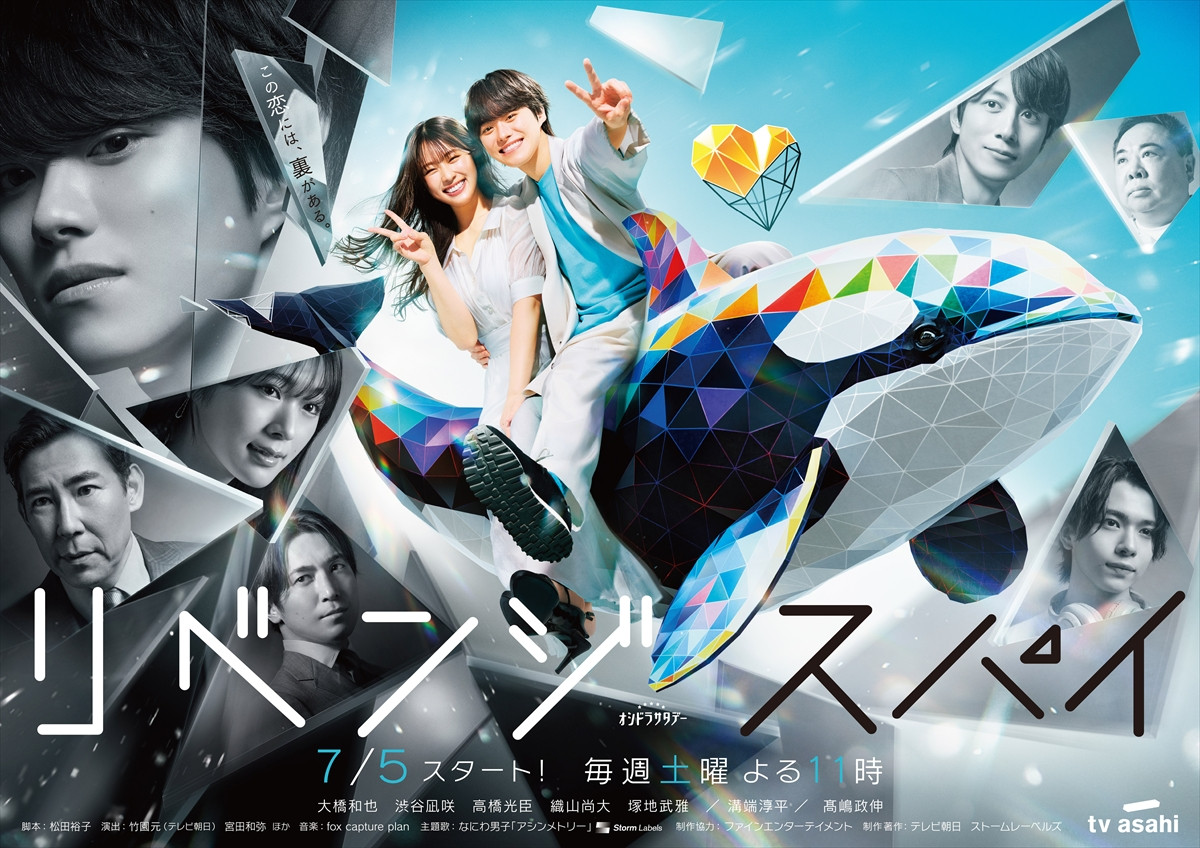 この恋には、裏がある。
リベンジスパイ
オシドラサタデー
7/5 スタート! 毎週土曜 よる11時
大橋和也 渋谷凪咲 高橋光臣 織山尚大 塚地武雅 / 溝端淳平 / 髙嶋政伸
脚本：松田裕子 演出：竹園元(テレビ朝日) 宮田和弥 ほか 音楽：fox capture plan 主題歌：なにわ男子「アシンメトリー」 Storm Labels 制作協力：ファインエンターテイメント 制作著作：テレビ朝日 ストームレーベルズ
tv asahi